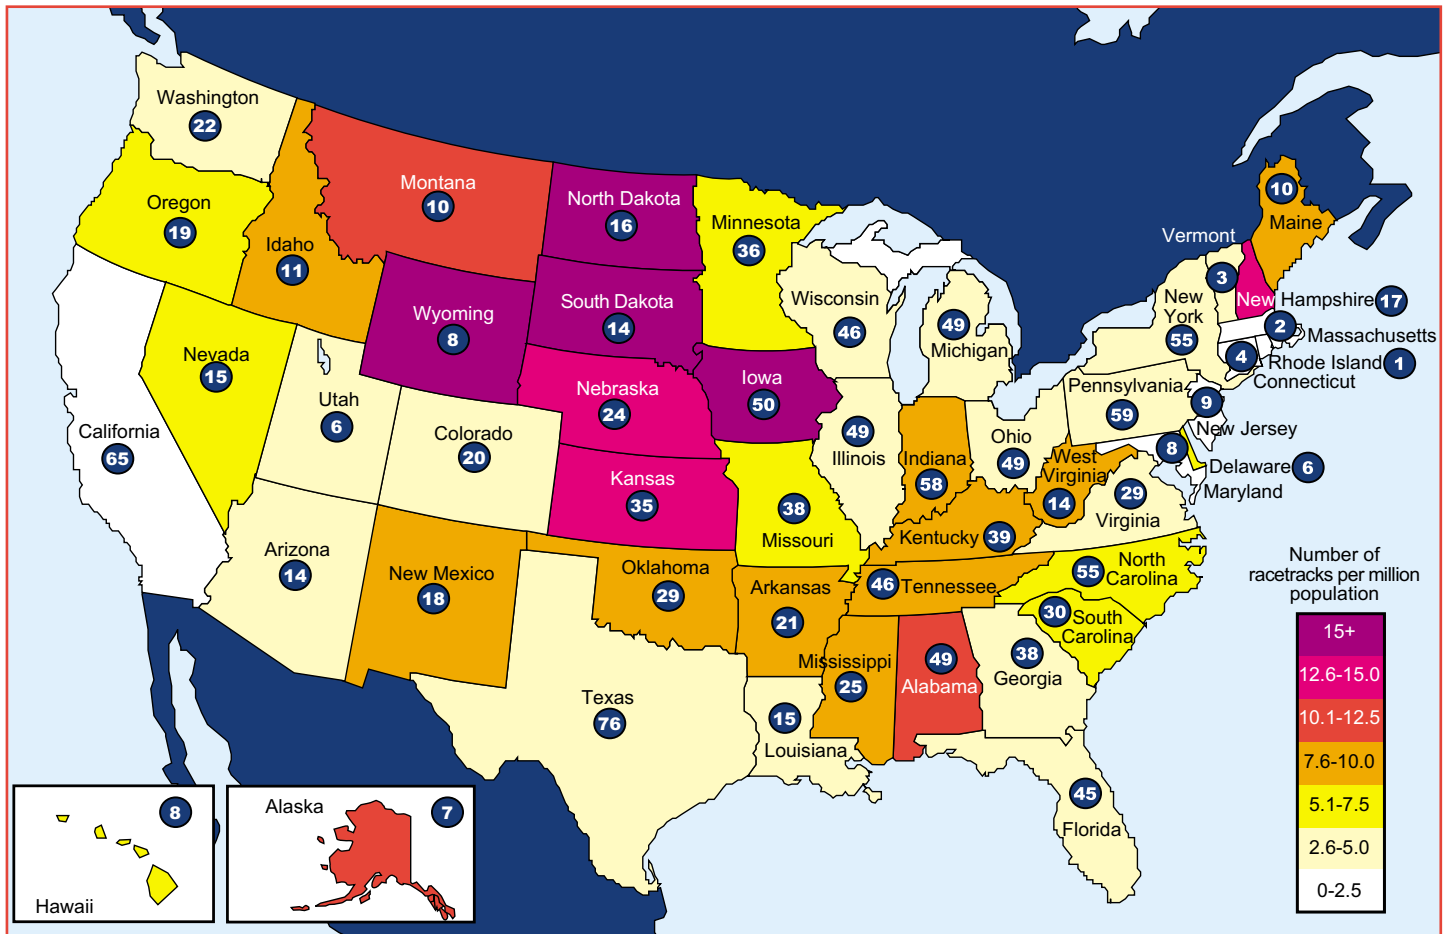 Washington
22
Oregon
19
Idaho
11
Montana
10
North Dakota
16
Minnesota
36
Wisconsin
46
Michigan
49
Vermont
3
Maine
10
New Hampshire
17
New
York
55
2
Massachusetts
Rhode Island
1
4
Connecticut
Wyoming
8
South Dakota
14
Nevada
15
Utah
6
Colorado
20
California
65
Nebraska
24
Iowa
50
Illinois
49
Indiana
58
Ohio
49
Pennsylvania
59
9
New Jersey
8
Delaware
6
Maryland
West
Virginia
14
29
Virginia
Kansas
35
38
Missouri
Kentucky
39
Arizona
14
New Mexico
18
Oklahoma
29
Arkansas
21
46
Tennessee
55
North
Carolina
30
South
Carolina
Mississippi
25
49
Alabama
38
Georgia
Texas
76
15
Louisiana
45
Florida
8
Hawaii
Alaska
7
Number of
racetracks per million
population
15+
12.6-15.0
10.1-12.5
7.6-10.0
5.1-7.5
2.6-5.0
0-2.5